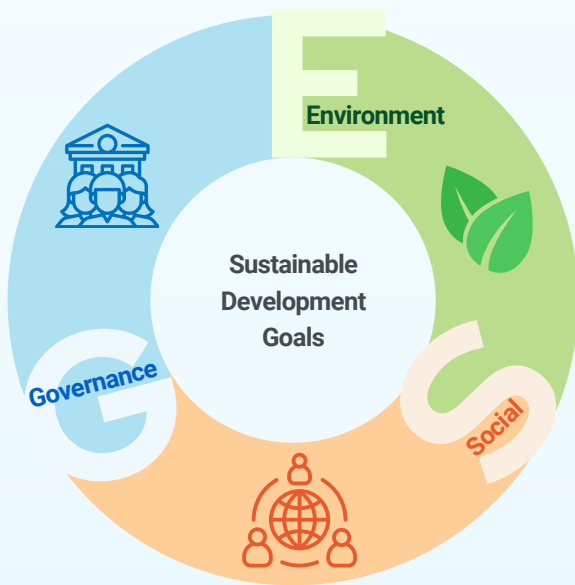 E
Environment
Sustainable
Development
Goals
G
Governance
S
Social